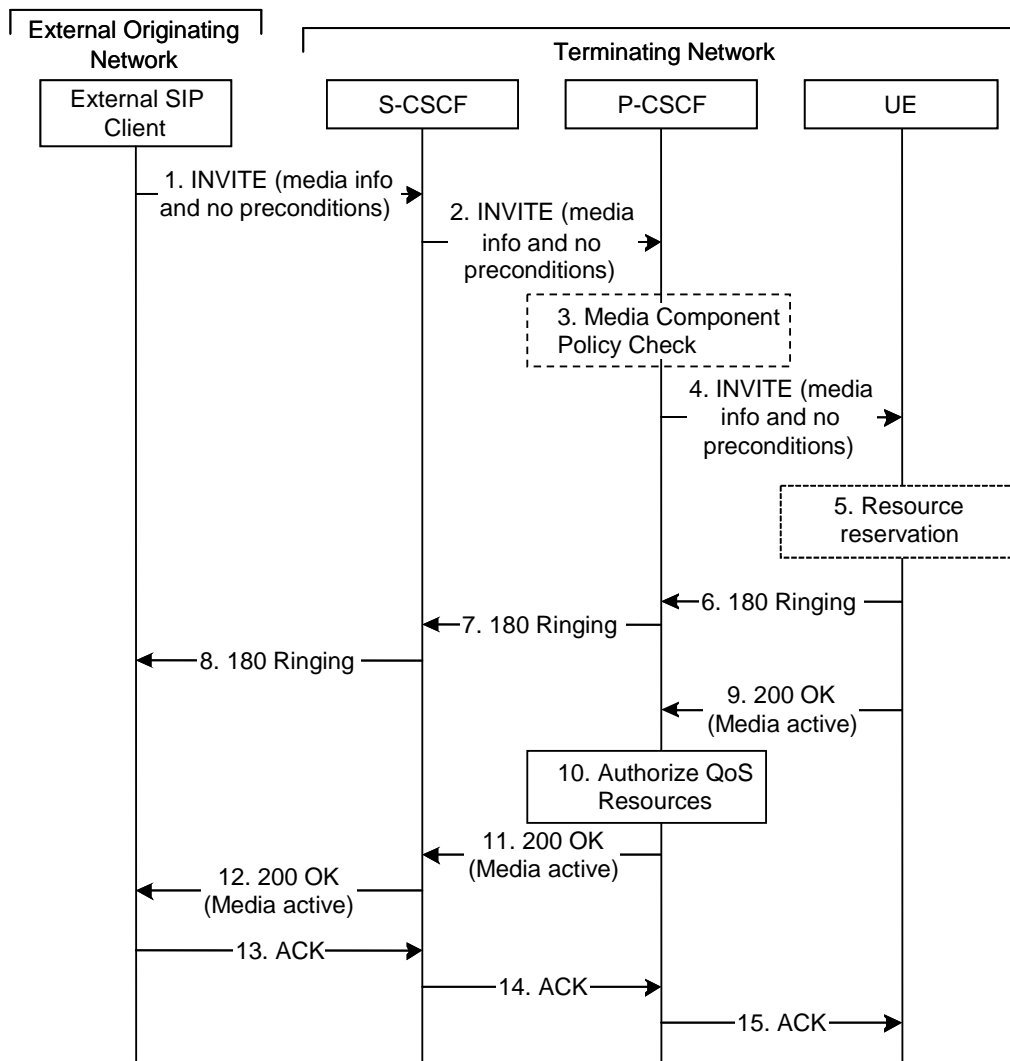 External Originating
Network
Terminating Network
External SIP
Client
S-CSCF
P-CSCF
UE
1. INVITE (media info
and no preconditions)
2. INVITE (media
info and no
preconditions)
3. Media Component
Policy Check
4. INVITE (media
info and no
preconditions)
5. Resource
reservation
6. 180 Ringing
7. 180 Ringing
8. 180 Ringing
9. 200 OK
(Media active)
10. Authorize QoS
Resources
11. 200 OK
(Media active)
12. 200 OK
(Media active)
13. ACK
14. ACK
15. ACK